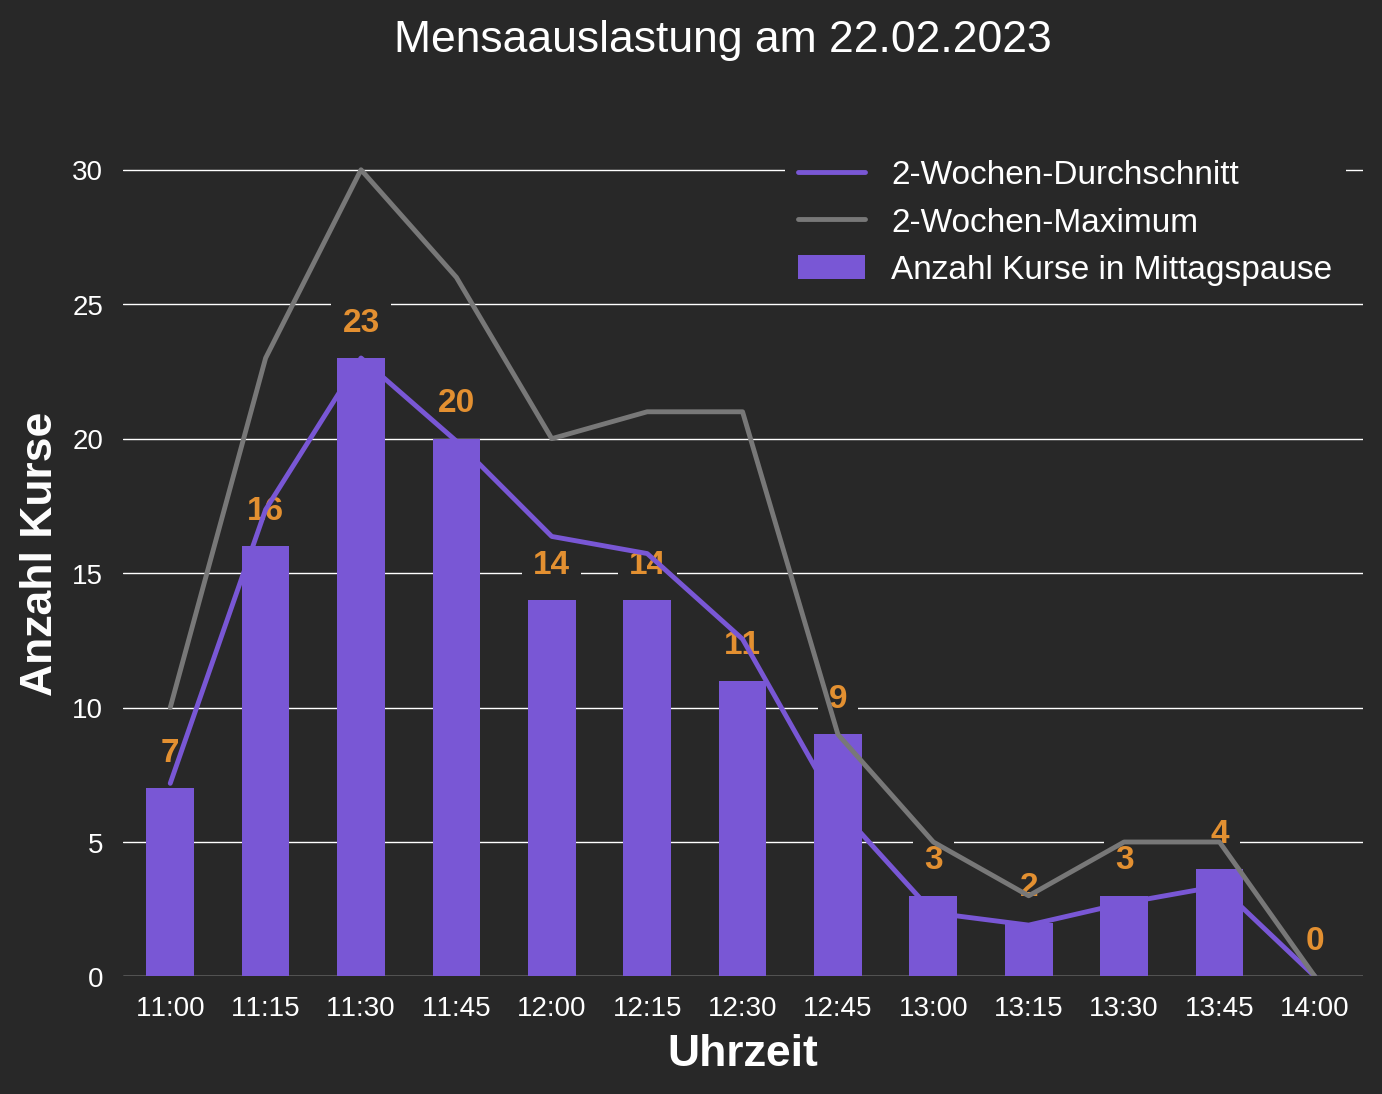 Mensaauslastung am 22.02.2023
2-Wochen-Durchschnitt
2-Wochen-Maximum
Anzahl Kurse in Mittagspause
Anzahl Kurse
30
25
20
15
10
5
0
7
16
23
20
14
14
11
9
3
2
3
4
0
11:00 11:15 11:30 11:45 12:00 12:15 12:30 12:45 13:00 13:15 13:30 13:45 14:00
Uhrzeit